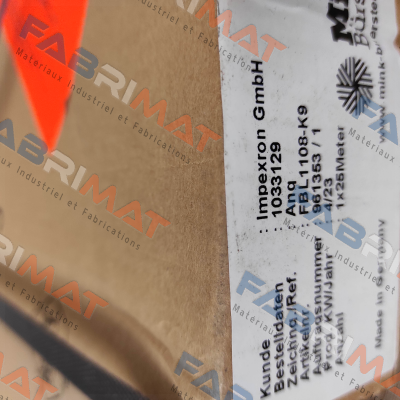 Kunde : Impexron GmbH
Bestelldaten : 1033129
Zeichng./Ref. : Ang
Artikelnr. : FBL1108-K9
Auftragsnummer : 961353 / 1
Prod.KW/Jahr : 4/23
Anzahl : 1x25Meter
Made in Germany
FABRIMAT
Materiaux Industriel et Fabrications